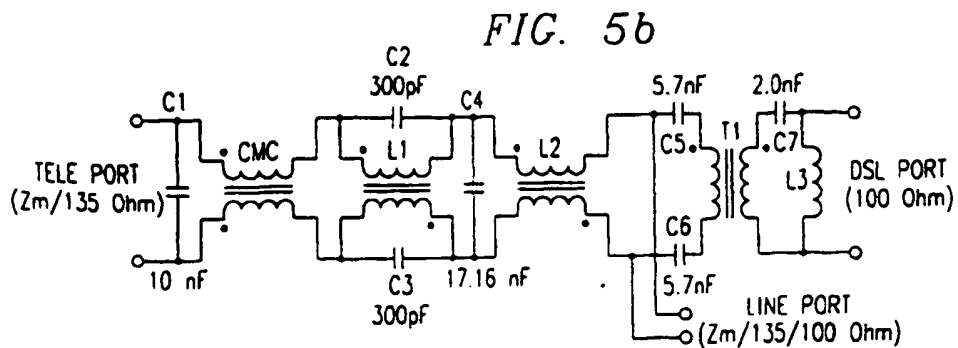 FIG. 5b
C2
300pF
C1
CMC
L1
C4
L2
5.7nF
2.0nF
C5
T1
C7
L3
TELE PORT
(Zm/135 Ohm)
DSL PORT
(100 Ohm)
10 nF
C3
300pF
17.16 nF
C6
5.7nF
LINE PORT
(Zm/135/100 Ohm)